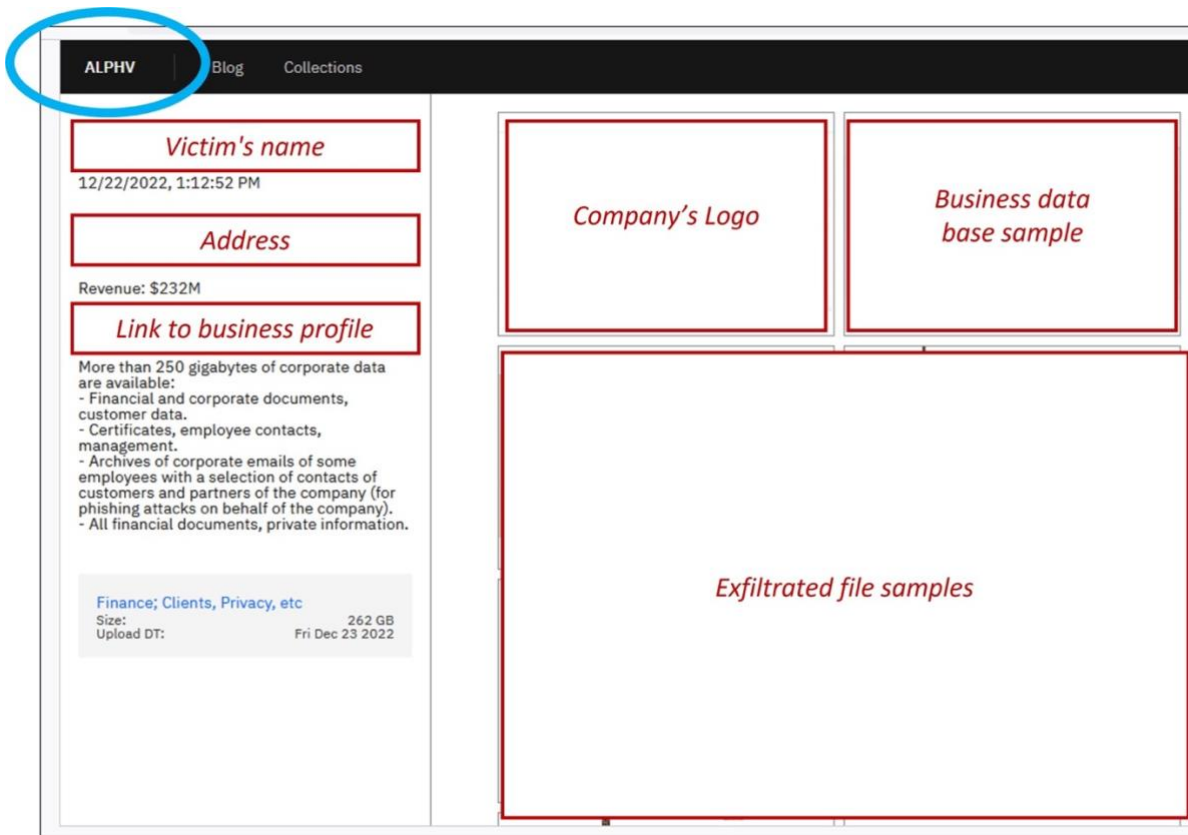 ALPHV Blog Collections
Victim's name
12/22/2022, 1:12:52 PM
Address
Revenue: $232M
Link to business profile
More than 250 gigabytes of corporate data
are available:
- Financial and corporate documents,
customer data.
- Certificates, employee contacts,
management.
- Archives of corporate emails of some
employees with a selection of contacts of
customers and partners of the company (for
phishing attacks on behalf of the company).
- All financial documents, private information.
Finance; Clients, Privacy, etc
Size: 262 GB
Upload DT: Fri Dec 23 2022
Company’s Logo
Business data
base sample
Exfiltrated file samples